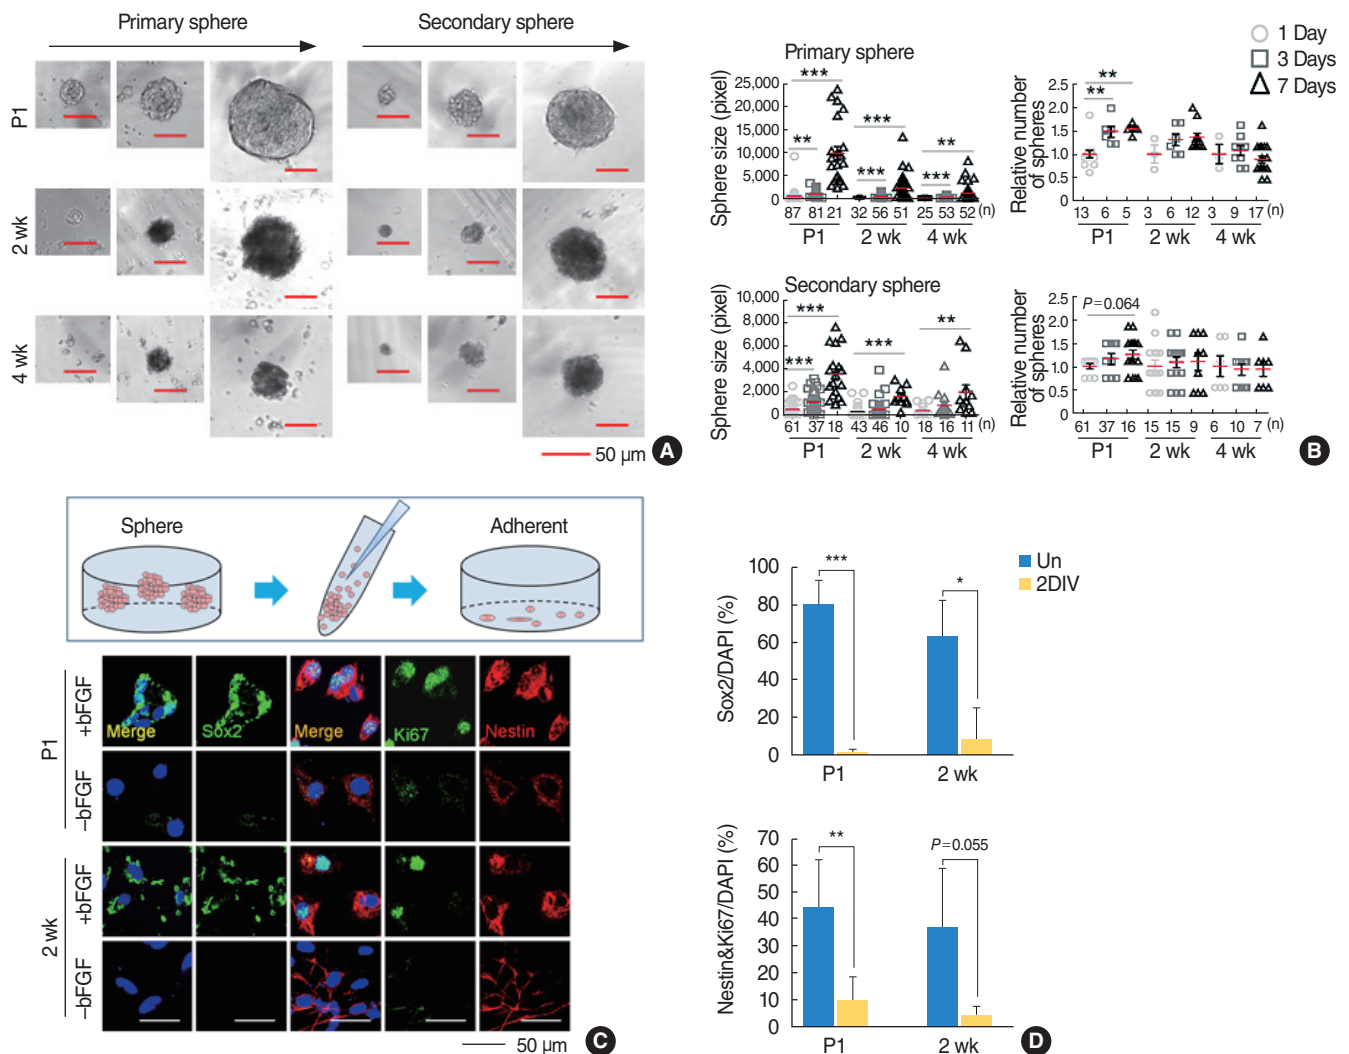 Primary sphere
Secondary sphere
P1
2 wk
4 wk
50 µm
A
1 Day
3 Days
7 Days
Primary sphere
Sphere size (pixel)
25,000
20,000
15,000
10,000
5,000
0
***
**
***
***
**
***
87 81 21 32 56 51 25 53 52 (n)
P1 2 wk 4 wk
Relative number
of spheres
2.5
2.0
1.5
1.0
0.5
0
**
**
13 6 5 3 6 12 3 9 17 (n)
P1 2 wk 4 wk
Secondary sphere
Sphere size (pixel)
10,000
8,000
6,000
4,000
2,000
0
***
***
***
**
61 37 18 43 46 10 18 16 11 (n)
P1 2 wk 4 wk
Relative number
of spheres
2.5
2.0
1.5
1.0
0.5
0
P=0.064
61 37 16 15 15 9 6 10 7 (n)
P1 2 wk 4 wk
B
Sphere
Adherent
P1
+bFGF
–bFGF
2 wk
+bFGF
–bFGF
Merge
Sox2
Merge
Ki67
Nestin
50 µm
C
Un
2DIV
Sox2/DAPI (%)
100
80
60
40
20
0
***
*
P1 2 wk
Nestin&Ki67/DAPI (%)
70
60
50
40
30
20
10
0
**
P=0.055
P1 2 wk
D